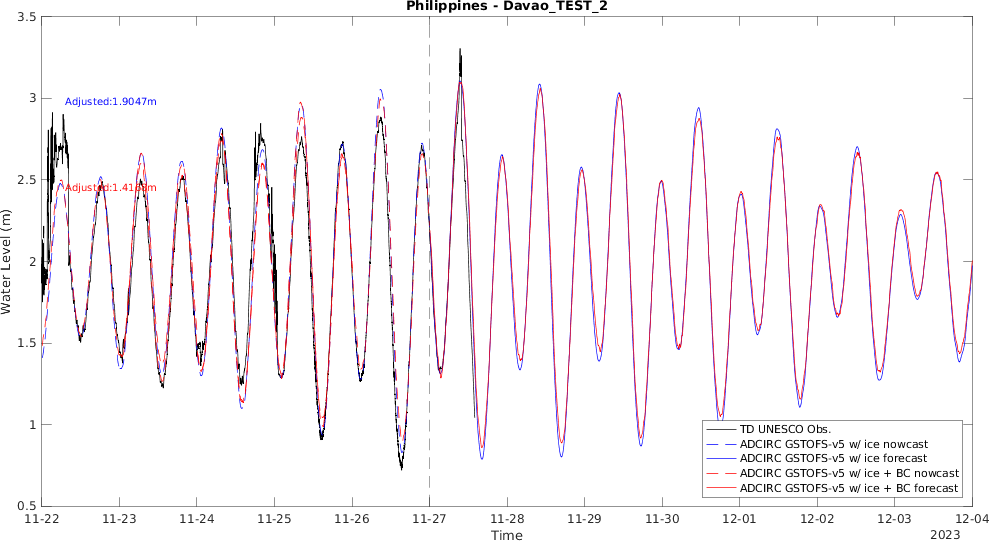 Philippines - Davao_TEST_2
3.5
3
2.5
2
1.5
1
0.5
Water Level (m)
Adjusted:1.9047m
TD UNESCO Obs.
ADCIRC GSTOFS-v5 w/ ice nowcast
ADCIRC GSTOFS-v5 w/ ice forecast
ADCIRC GSTOFS-v5 w/ ice + BC nowcast
ADCIRC GSTOFS-v5 w/ ice + BC forecast
11-22 11-23 11-24 11-25 11-26 11-27 11-28 11-29 11-30 12-01 12-02 12-03 12-04
Time
2023